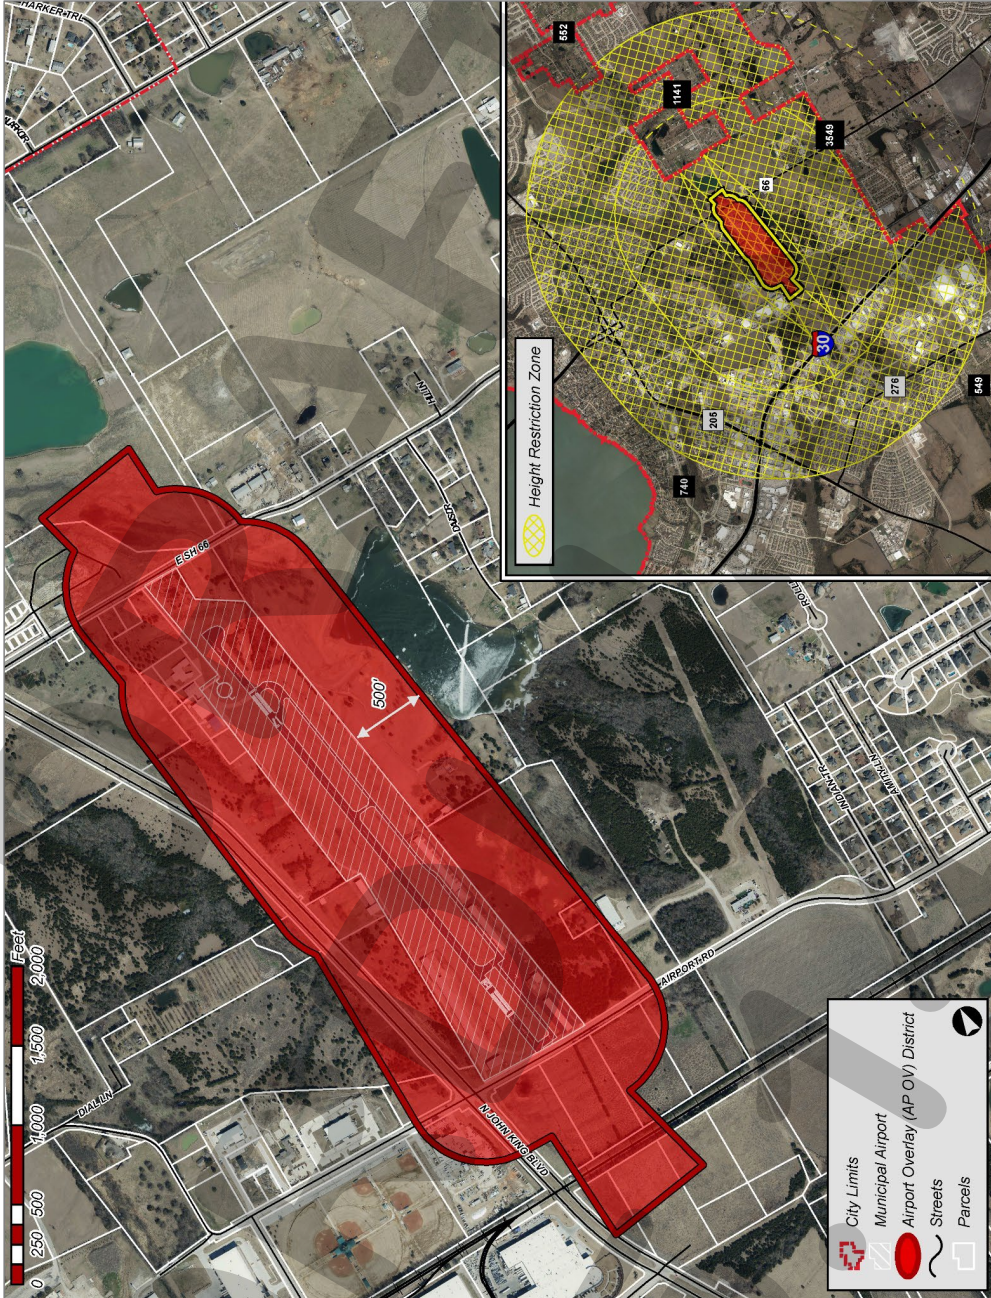 0 250 500 1,000 1,500 2,000
Feet
DIAL LN
HARKER TRL
E SH 66
500'
N JOHN KING BLVD
AIRPORT RD
INDIAN TR
AMITY LN
City Limits
Municipal Airport
Airport Overlay (AP OV) District
Streets
Parcels
Height Restriction Zone
552
1141
3549
66
30
205
276
740
549